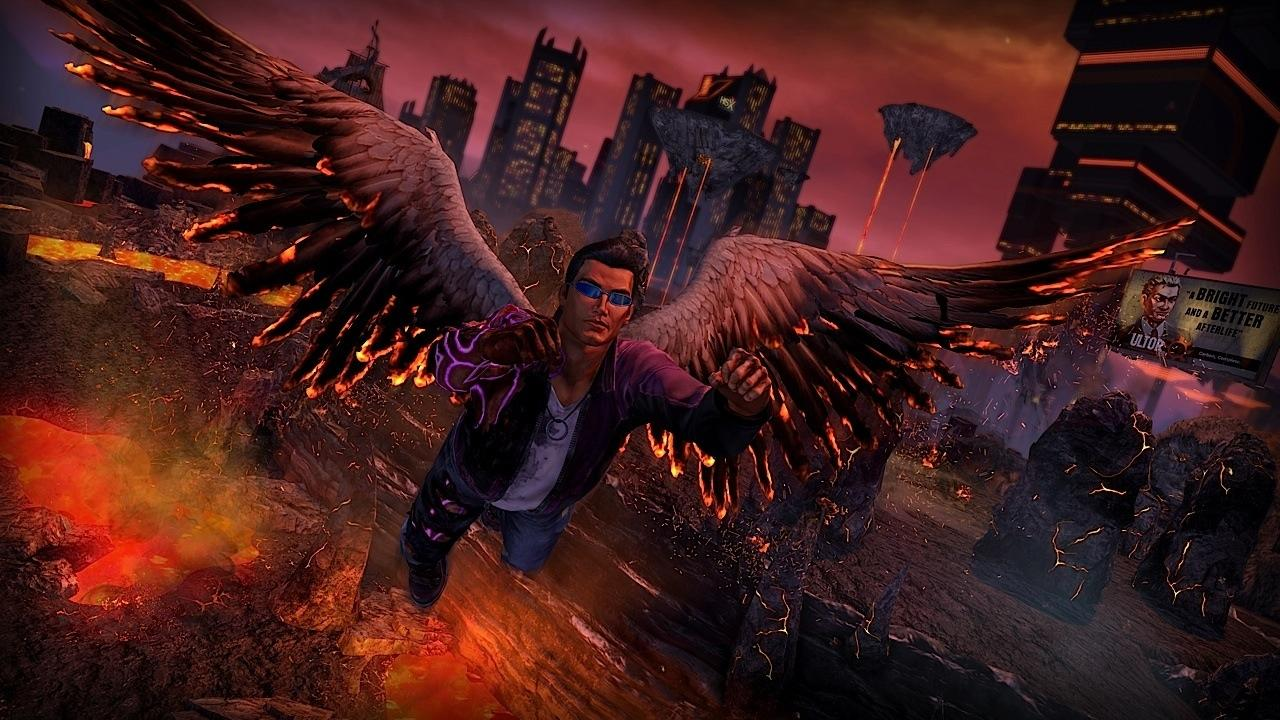 "A BRIGHT FUTURE
AND A BETTER
AFTERLIFE"
ULTOR